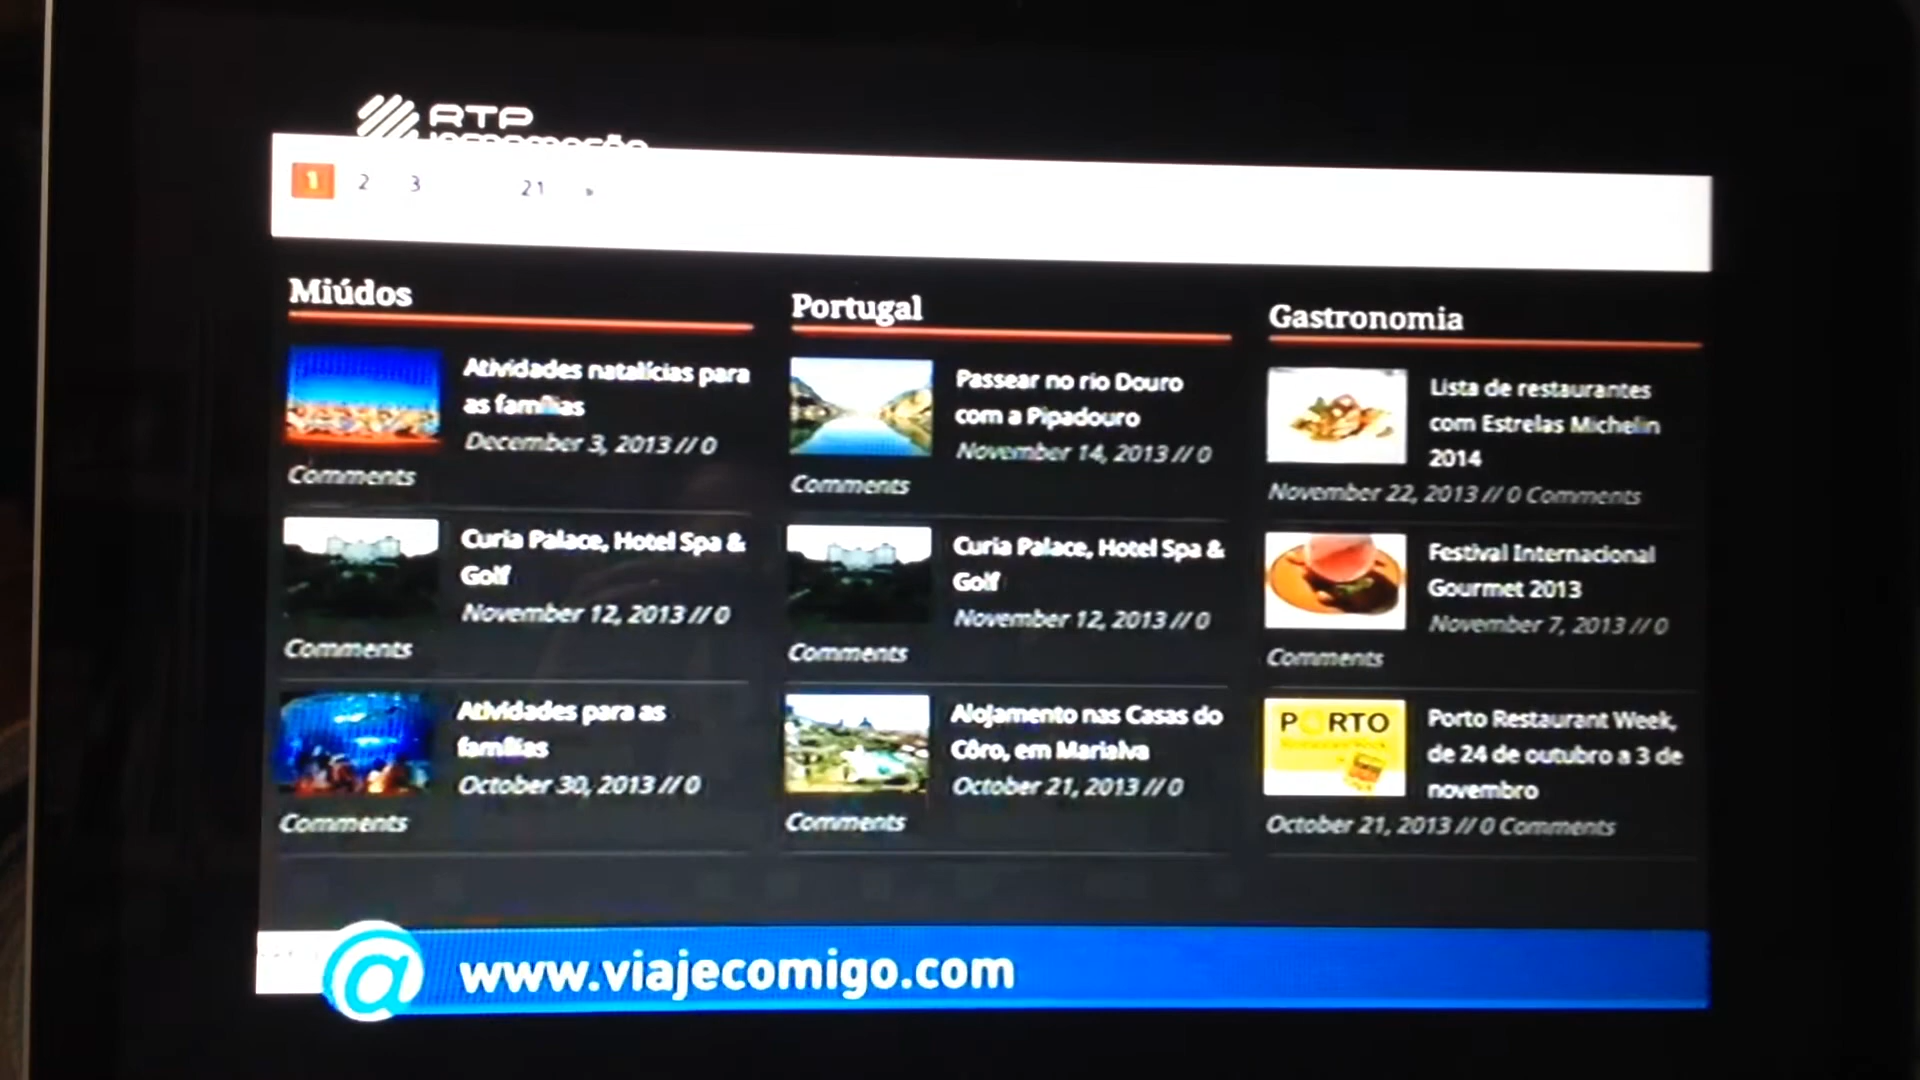 RTP
1 2 3 21 »
Miúdos
Atividades natalícias para
as famílias
December 3, 2013 // 0
Comments
Curia Palace, Hotel Spa &
Golf
November 12, 2013 // 0
Comments
Atividades para as
famílias
October 30, 2013 // 0
Comments
Portugal
Passear no rio Douro
com a Pipadouro
November 14, 2013 // 0
Comments
Curia Palace, Hotel Spa &
Golf
November 12, 2013 // 0
Comments
Alojamento nas Casas do
Côro, em Marialva
October 21, 2013 // 0
Comments
Gastronomia
Lista de restaurantes
com Estrelas Michelin
2014
November 22, 2013 // 0 Comments
Festival Internacional
Gourmet 2013
November 7, 2013 // 0
Comments
PORTO
Porto Restaurant Week,
de 24 de outubro a 3 de
novembro
October 21, 2013 // 0 Comments
@ www.viajecomigo.com